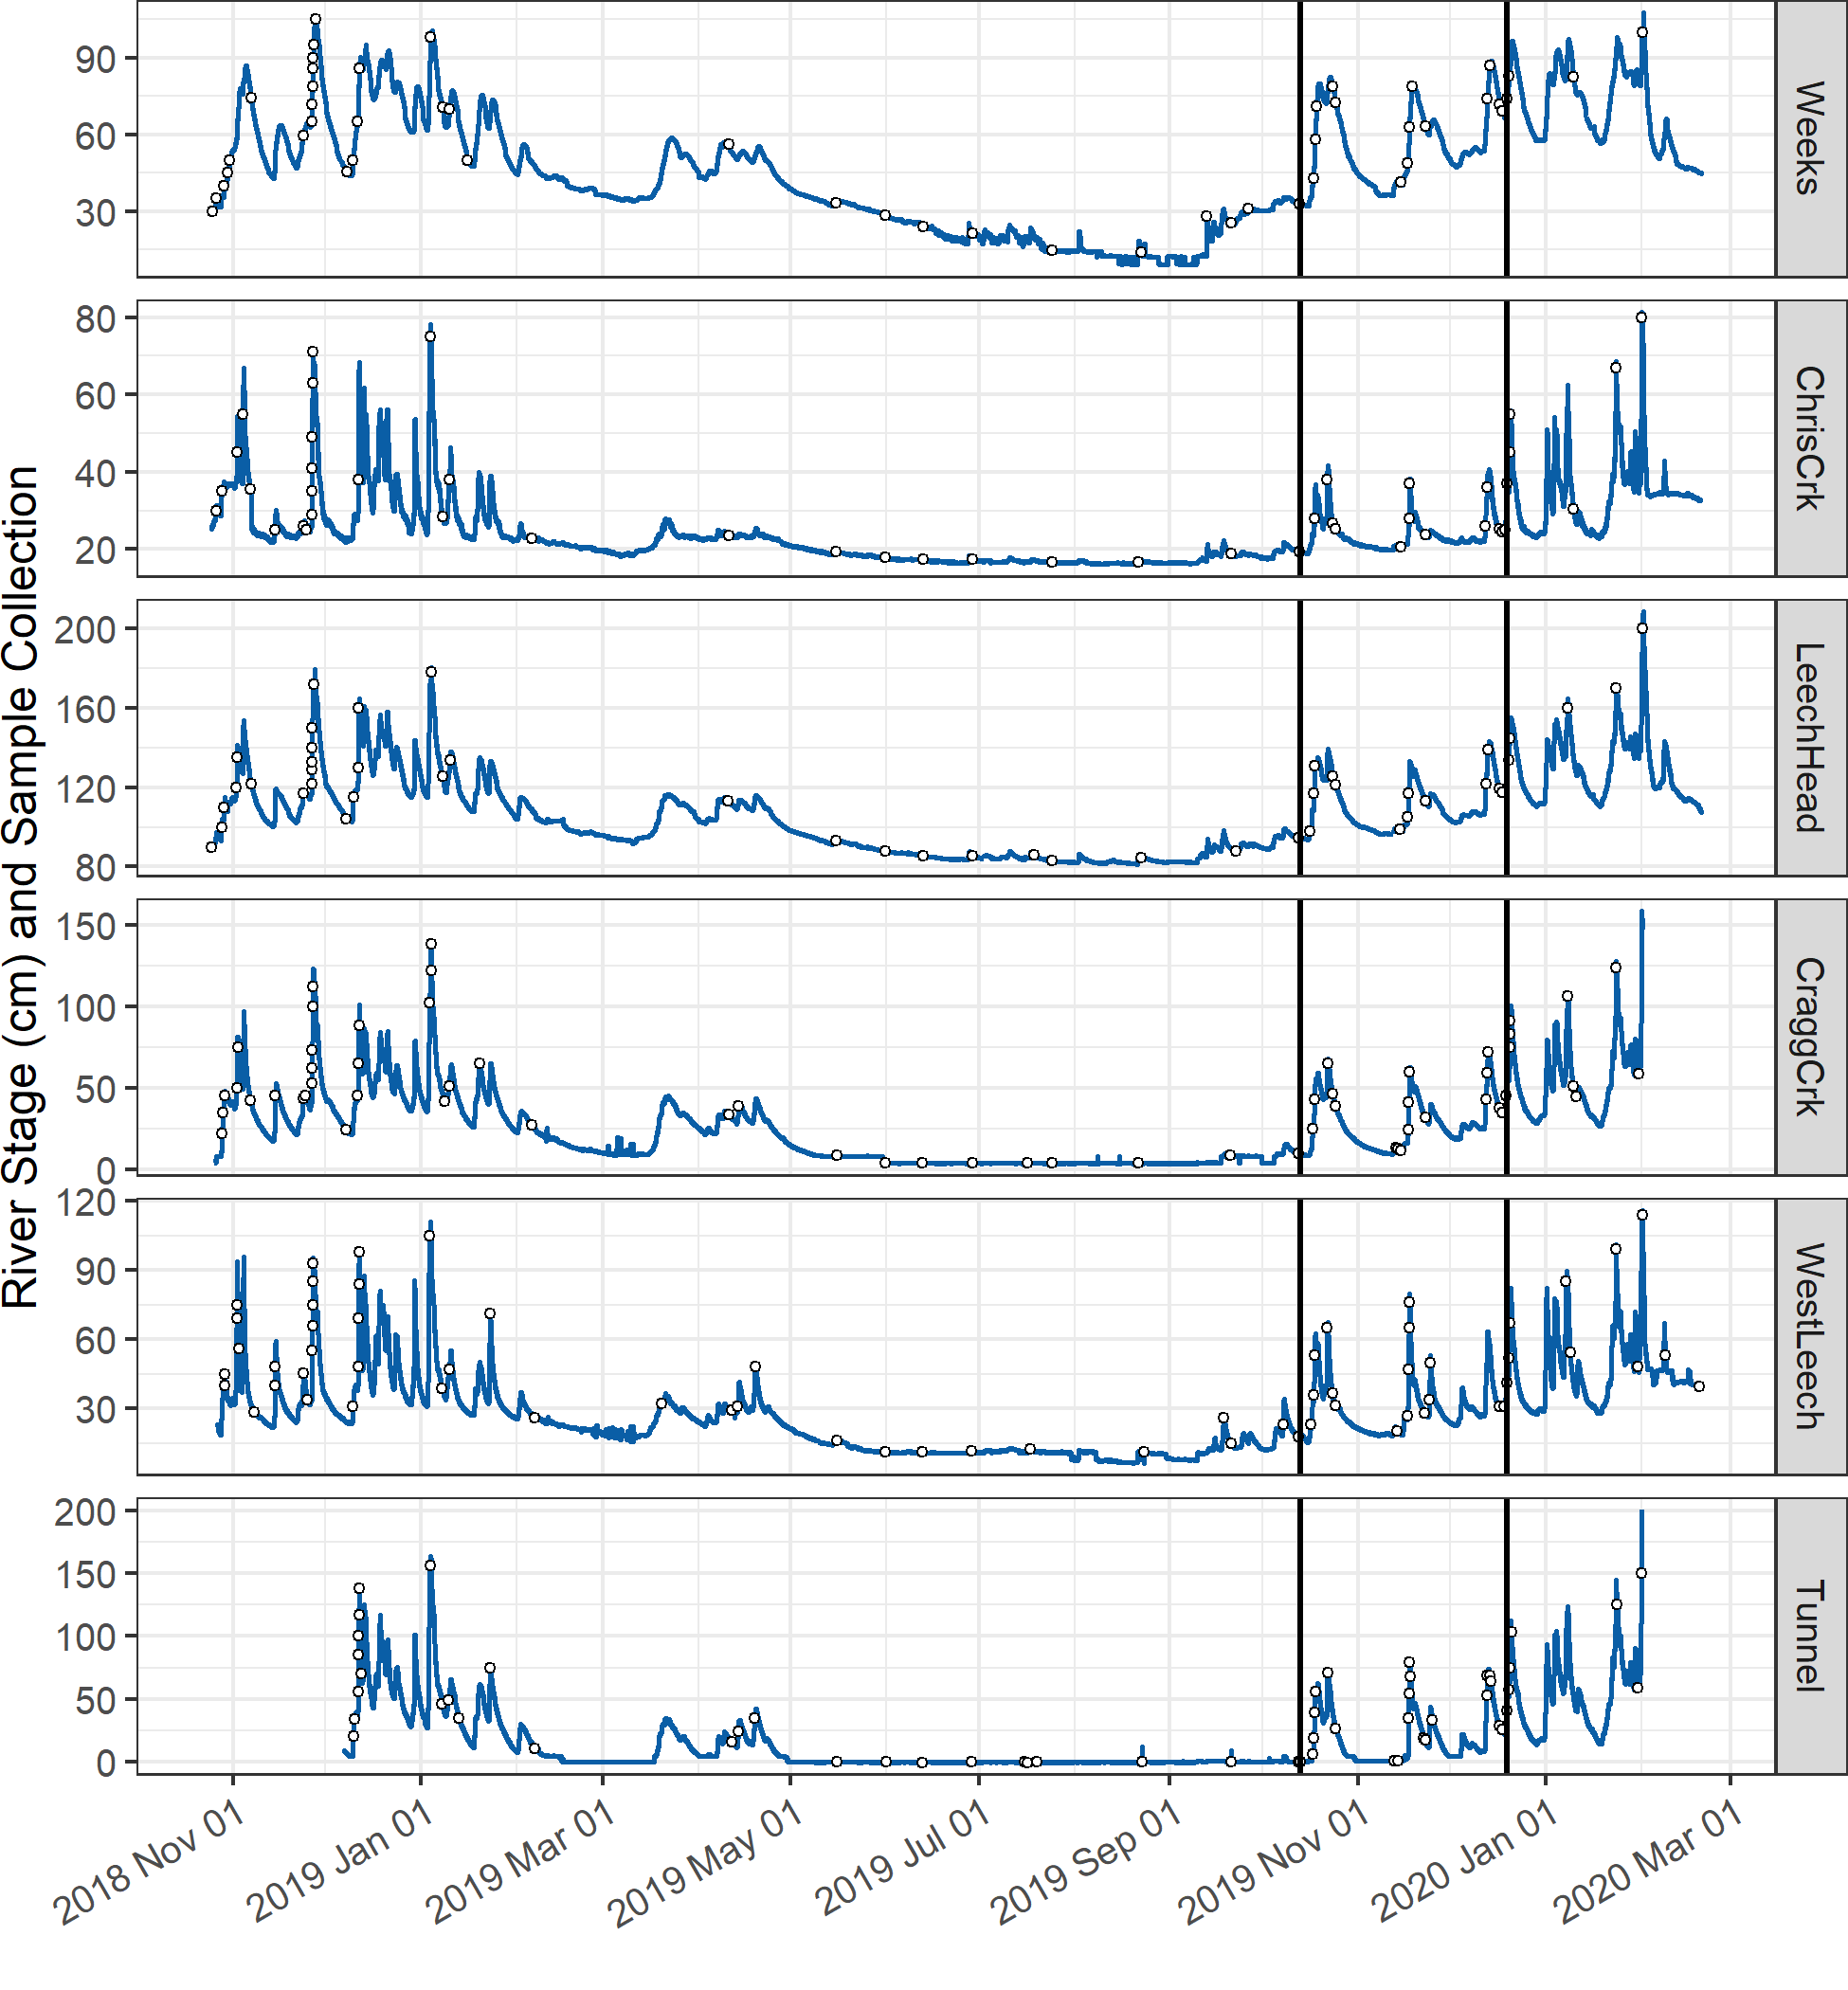 River Stage (cm) and Sample Collection
90
60
30
Weeks
80
60
40
20
ChrisCrk
200
160
120
80
LeechHead
150
100
50
0
CraggCrk
120
90
60
30
WestLeech
200
150
100
50
0
Tunnel
2018 Nov 01
2019 Jan 01
2019 Mar 01
2019 May 01
2019 Jul 01
2019 Sep 01
2019 Nov 01
2020 Jan 01
2020 Mar 01